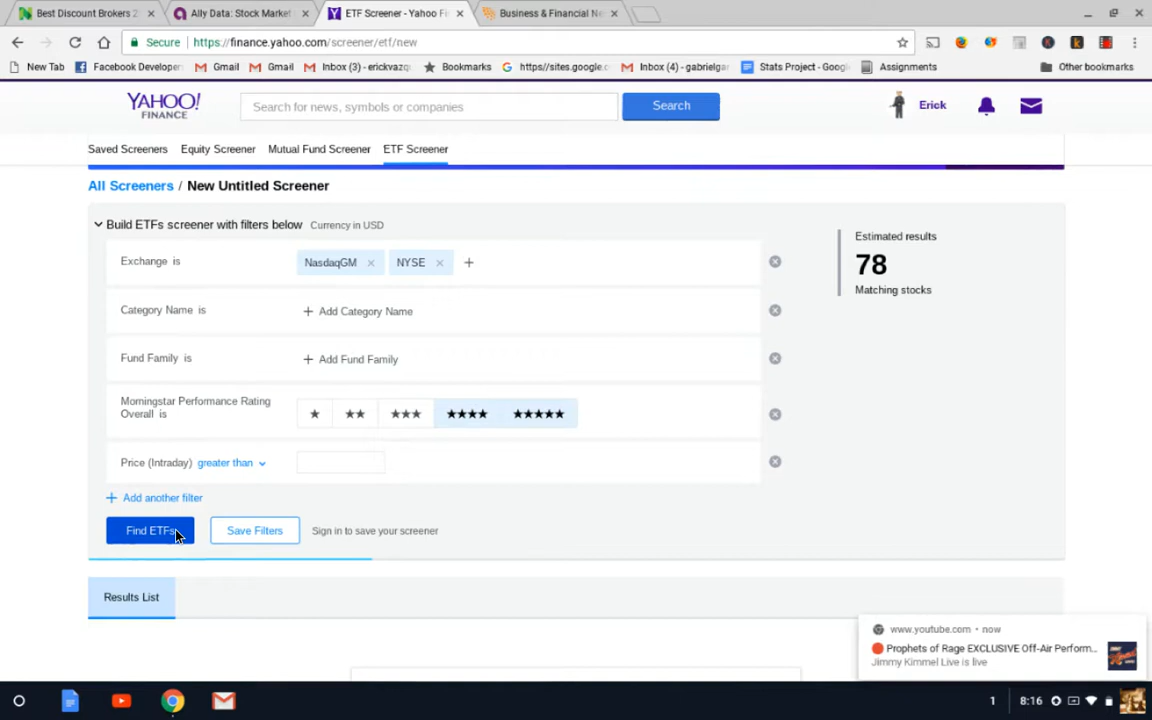 Best Discount Brokers 2
Ally Data: Stock Market
ETF Screener - Yahoo Fi
Business & Financial Ne
Secure https://finance.yahoo.com/screener/etf/new
New Tab Facebook Developer Gmail Gmail Inbox (3) - erickvazq Bookmarks https//sites.google.c Inbox (4) - gabrielgar Stats Project - Googl Assignments Other bookmarks
YAHOO!
FINANCE
Search for news, symbols or companies
Search
Erick
Saved Screeners Equity Screener Mutual Fund Screener ETF Screener
All Screeners / New Untitled Screener
Build ETFs screener with filters below Currency in USD
Estimated results
78
Matching stocks
Exchange is NasdaqGM × NYSE × +
Category Name is + Add Category Name
Fund Family is + Add Fund Family
Morningstar Performance Rating
Overall is ★ ★★ ★★★ ★★★★ ★★★★★
Price (Intraday) greater than
+ Add another filter
Find ETFs Save Filters Sign in to save your screener
Results List
www.youtube.com • now
Prophets of Rage EXCLUSIVE Off-Air Perform...
Jimmy Kimmel Live is live
1 8:16